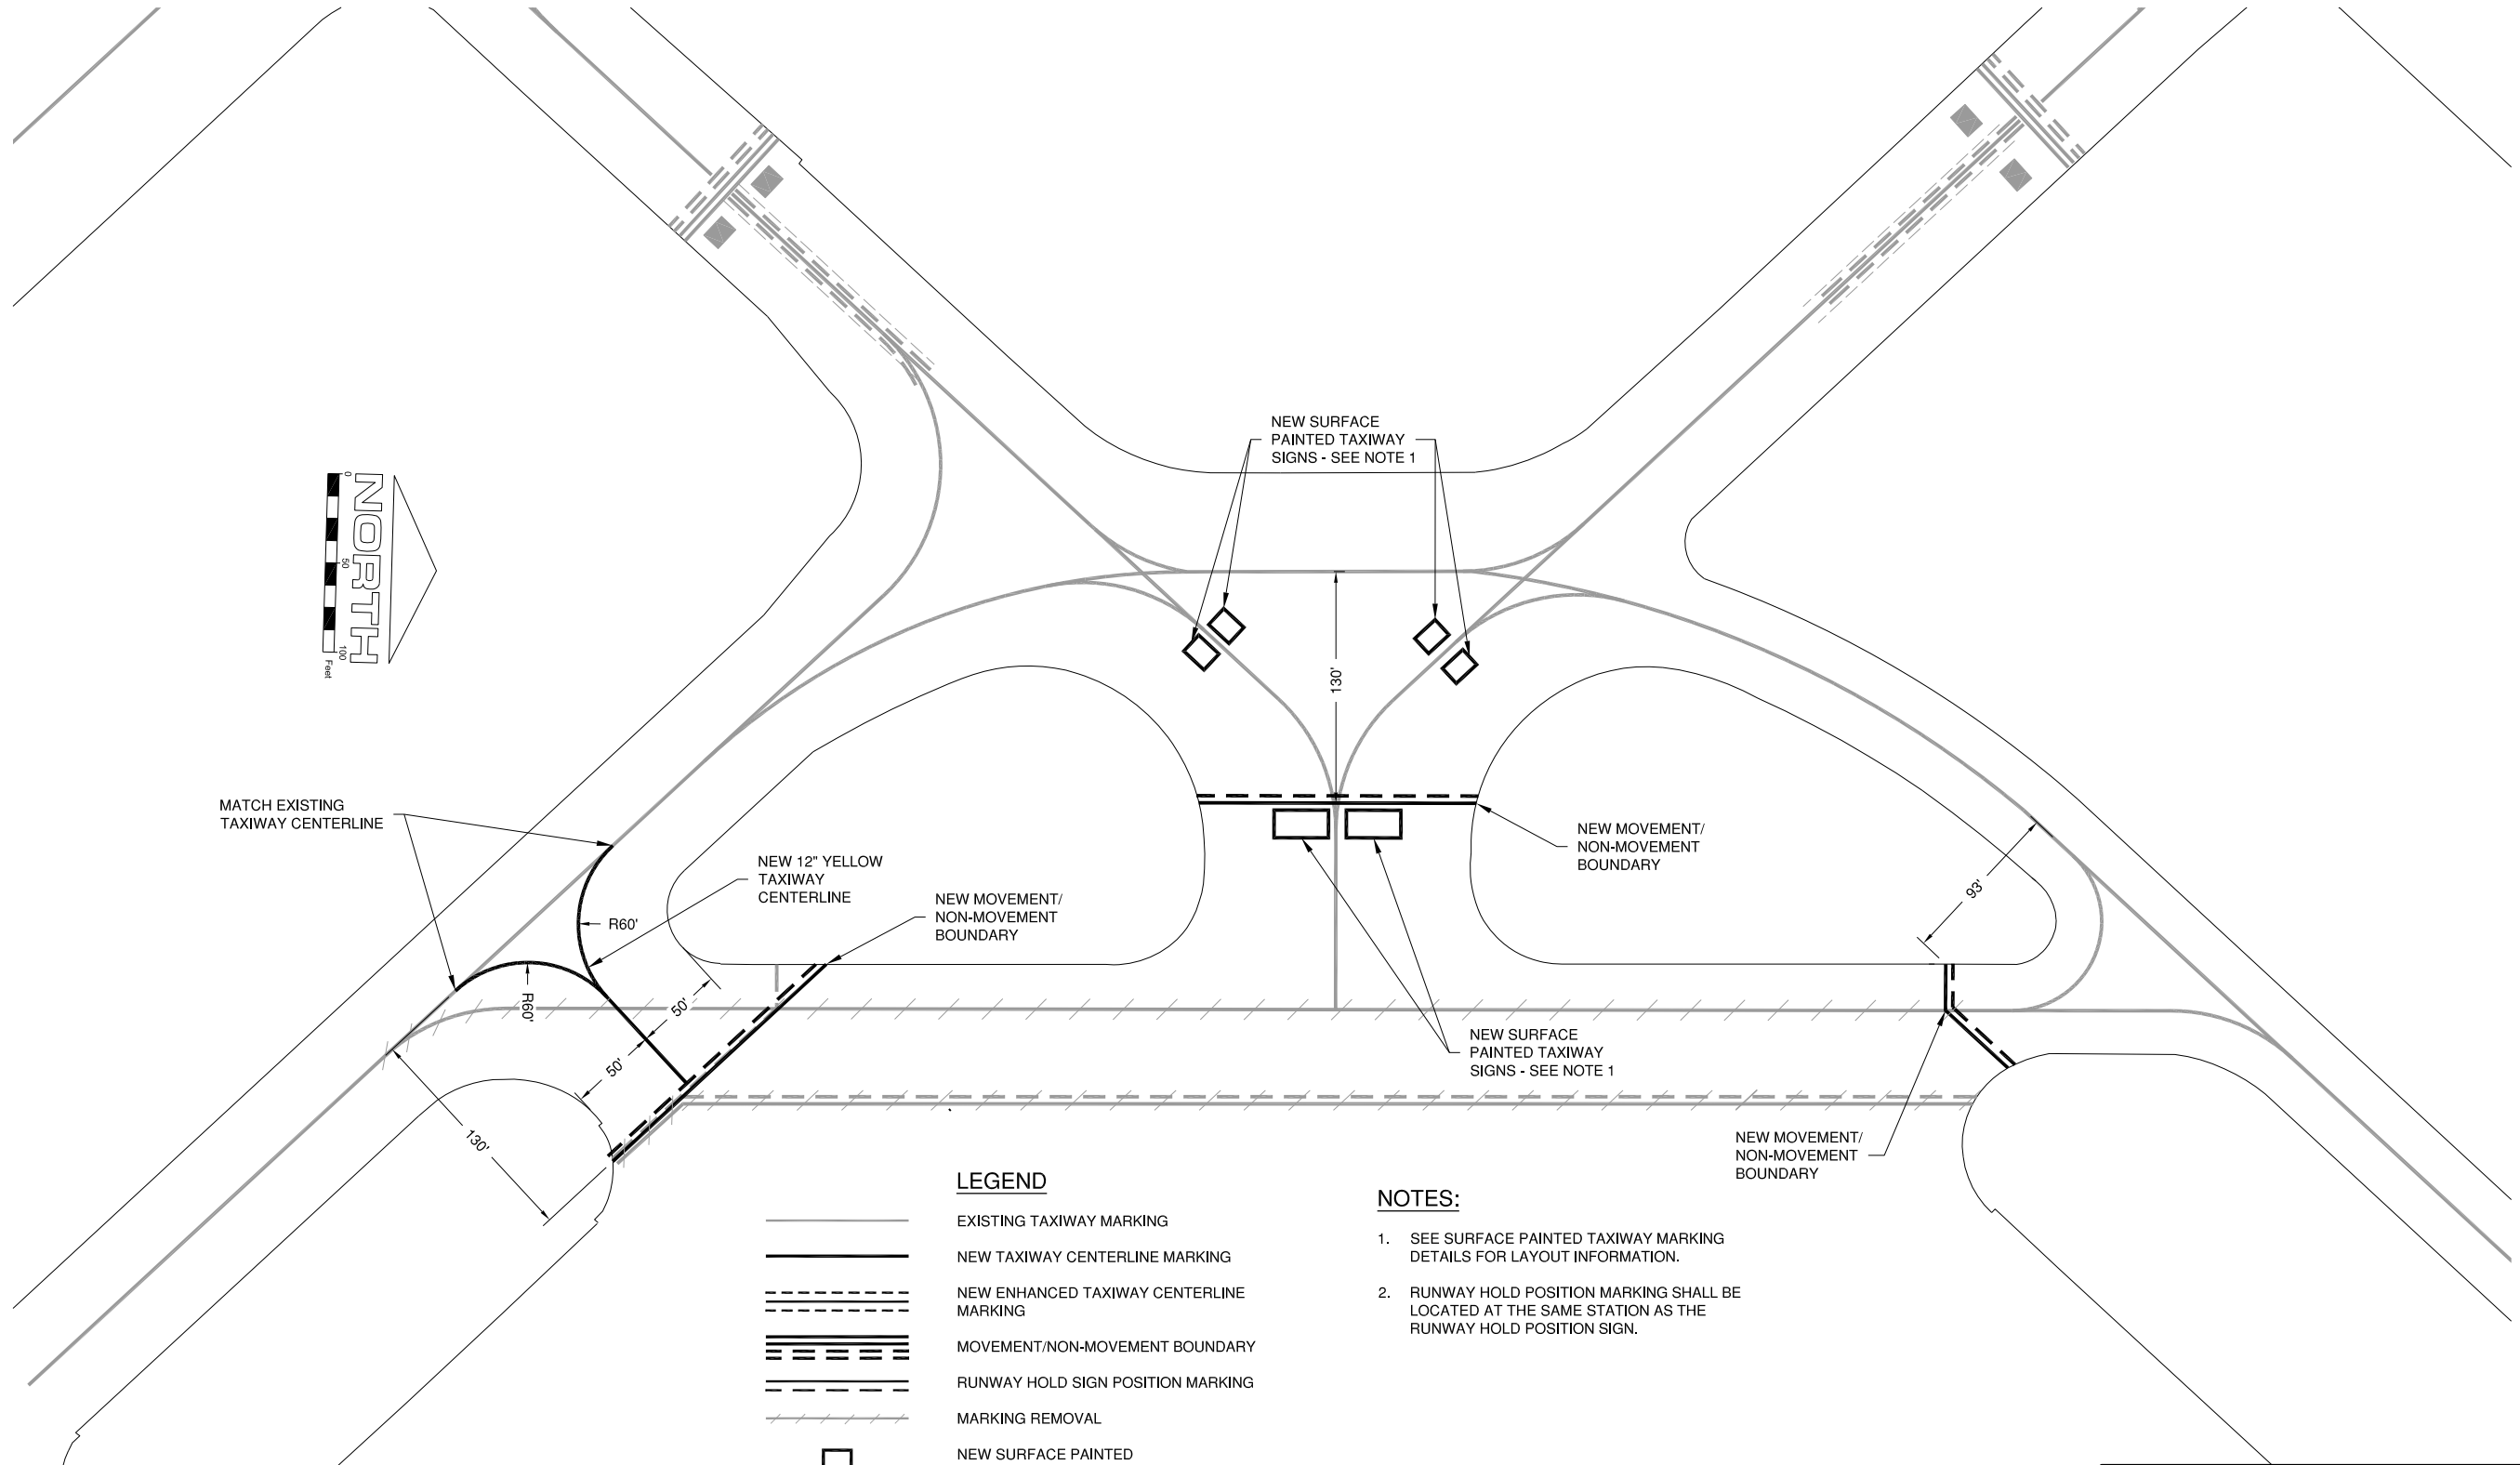 NEW SURFACE
PAINTED TAXIWAY
SIGNS - SEE NOTE 1
NORTH
0
50
100
Feet
130'
MATCH EXISTING
TAXIWAY CENTERLINE
NEW MOVEMENT/
NON-MOVEMENT
BOUNDARY
NEW 12" YELLOW
TAXIWAY
CENTERLINE
93'
NEW MOVEMENT/
NON-MOVEMENT
BOUNDARY
R60'
R60'
50'
50'
NEW SURFACE
PAINTED TAXIWAY
SIGNS - SEE NOTE 1
130'
NEW MOVEMENT/
NON-MOVEMENT
BOUNDARY
LEGEND
EXISTING TAXIWAY MARKING
NEW TAXIWAY CENTERLINE MARKING
NEW ENHANCED TAXIWAY CENTERLINE
MARKING
MOVEMENT/NON-MOVEMENT BOUNDARY
RUNWAY HOLD SIGN POSITION MARKING
MARKING REMOVAL
NEW SURFACE PAINTED
NOTES:
1. SEE SURFACE PAINTED TAXIWAY MARKING
DETAILS FOR LAYOUT INFORMATION.
2. RUNWAY HOLD POSITION MARKING SHALL BE
LOCATED AT THE SAME STATION AS THE
RUNWAY HOLD POSITION SIGN.